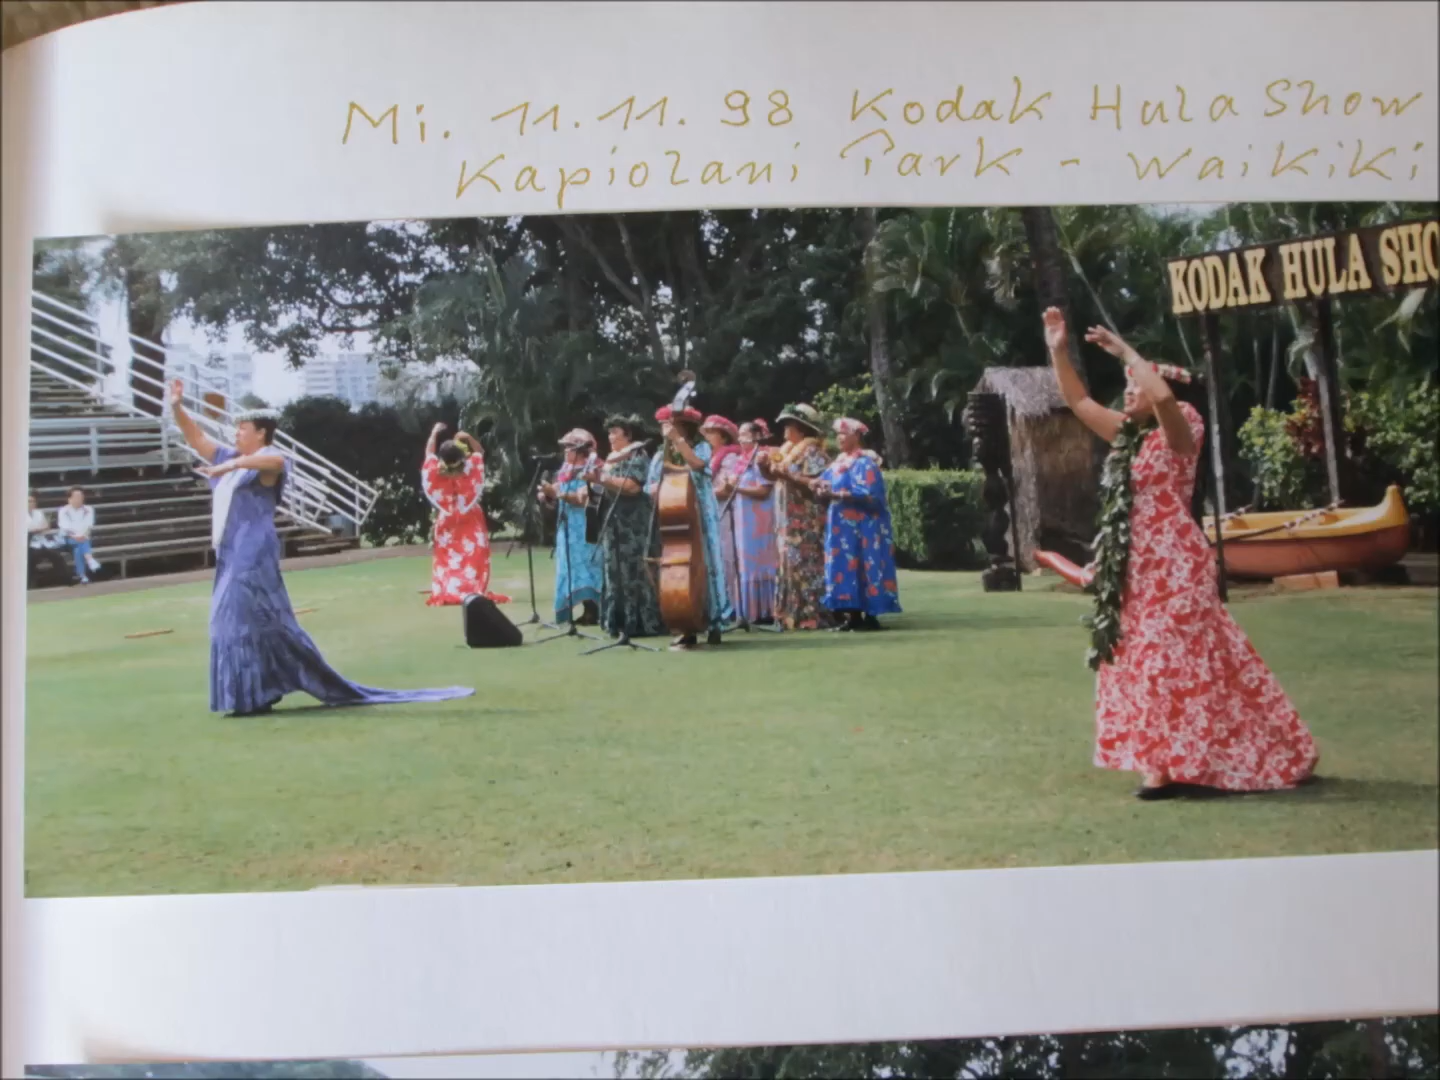 Mi. 11.11. 98 Kodak Hula Show
Kapiolani Park - Waikiki
KODAK HULA SHO